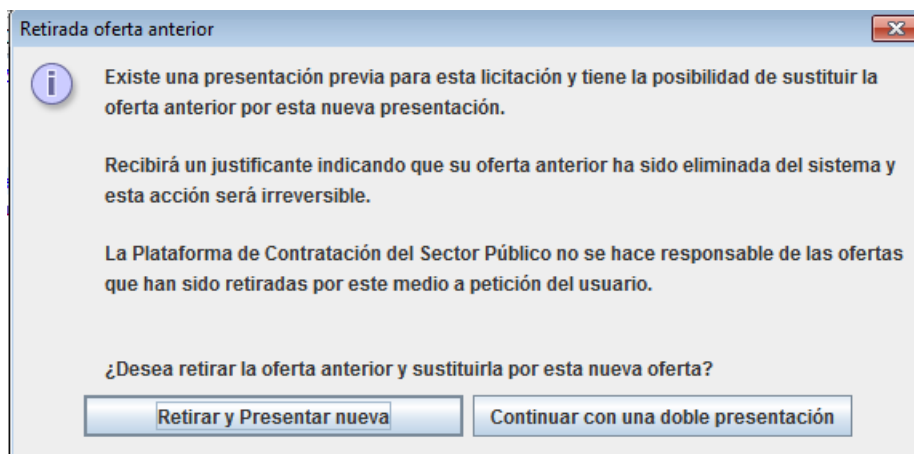 Retirada oferta anterior
Existe una presentación previa para esta licitación y tiene la posibilidad de sustituir la
oferta anterior por esta nueva presentación.
Recibirá un justificante indicando que su oferta anterior ha sido eliminada del sistema y
esta acción será irreversible.
La Plataforma de Contratación del Sector Público no se hace responsable de las ofertas
que han sido retiradas por este medio a petición del usuario.
¿Desea retirar la oferta anterior y sustituirla por esta nueva oferta?
Retirar y Presentar nueva
Continuar con una doble presentación